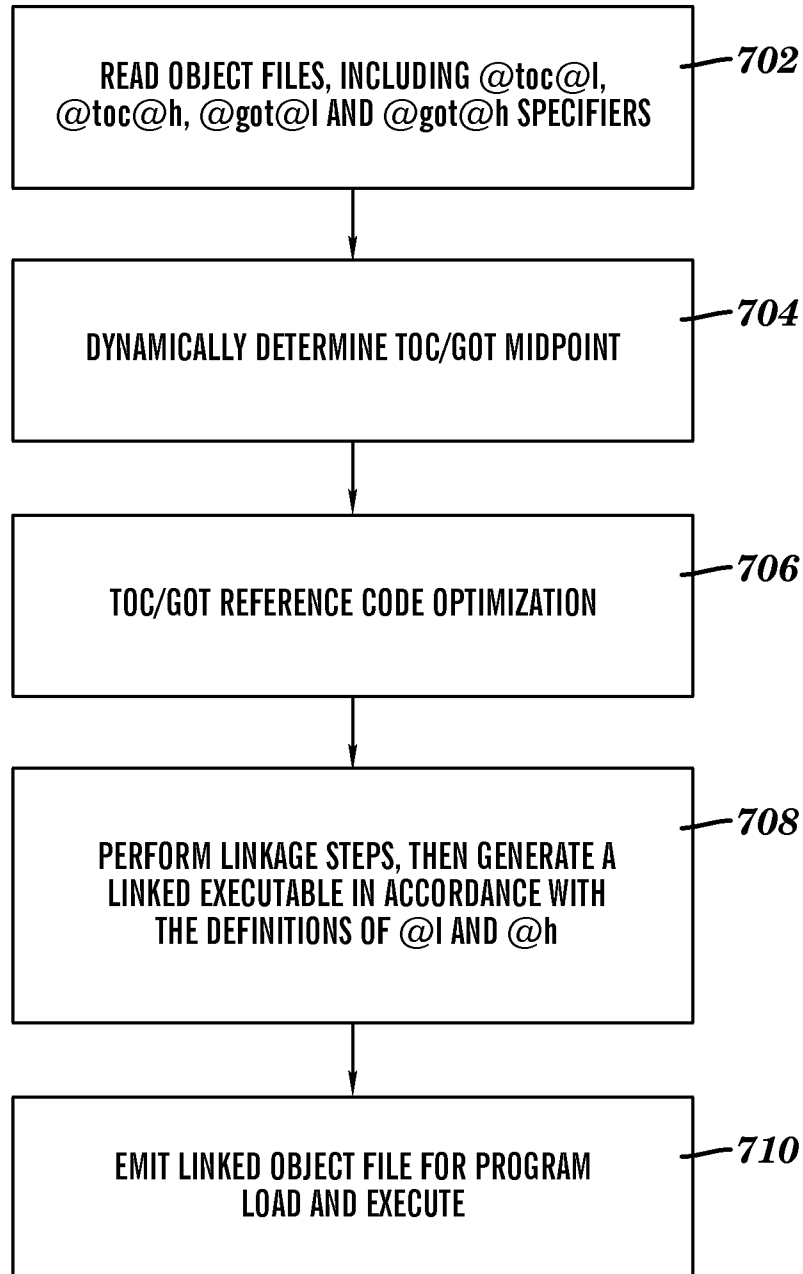 READ OBJECT FILES, INCLUDING @toc@l,
@toc@h, @got@l AND @got@h SPECIFIERS
702
DYNAMICALLY DETERMINE TOC/GOT MIDPOINT
704
TOC/GOT REFERENCE CODE OPTIMIZATION
706
PERFORM LINKAGE STEPS, THEN GENERATE A
LINKED EXECUTABLE IN ACCORDANCE WITH
THE DEFINITIONS OF @l AND @h
708
EMIT LINKED OBJECT FILE FOR PROGRAM
LOAD AND EXECUTE
710